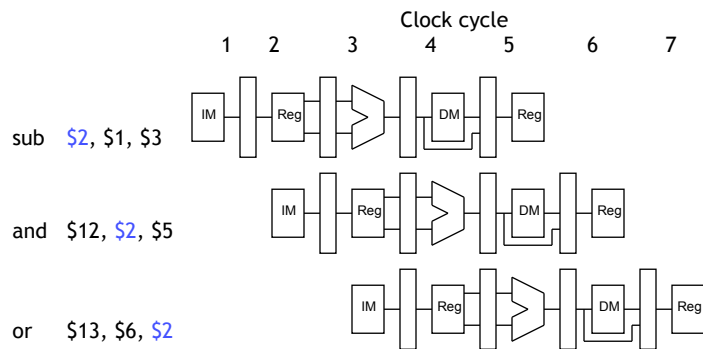 Clock cycle
1 2 3 4 5 6 7
IM Reg DM Reg
sub $2, $1, $3
IM Reg DM Reg
and $12, $2, $5
IM Reg DM Reg
or $13, $6, $2